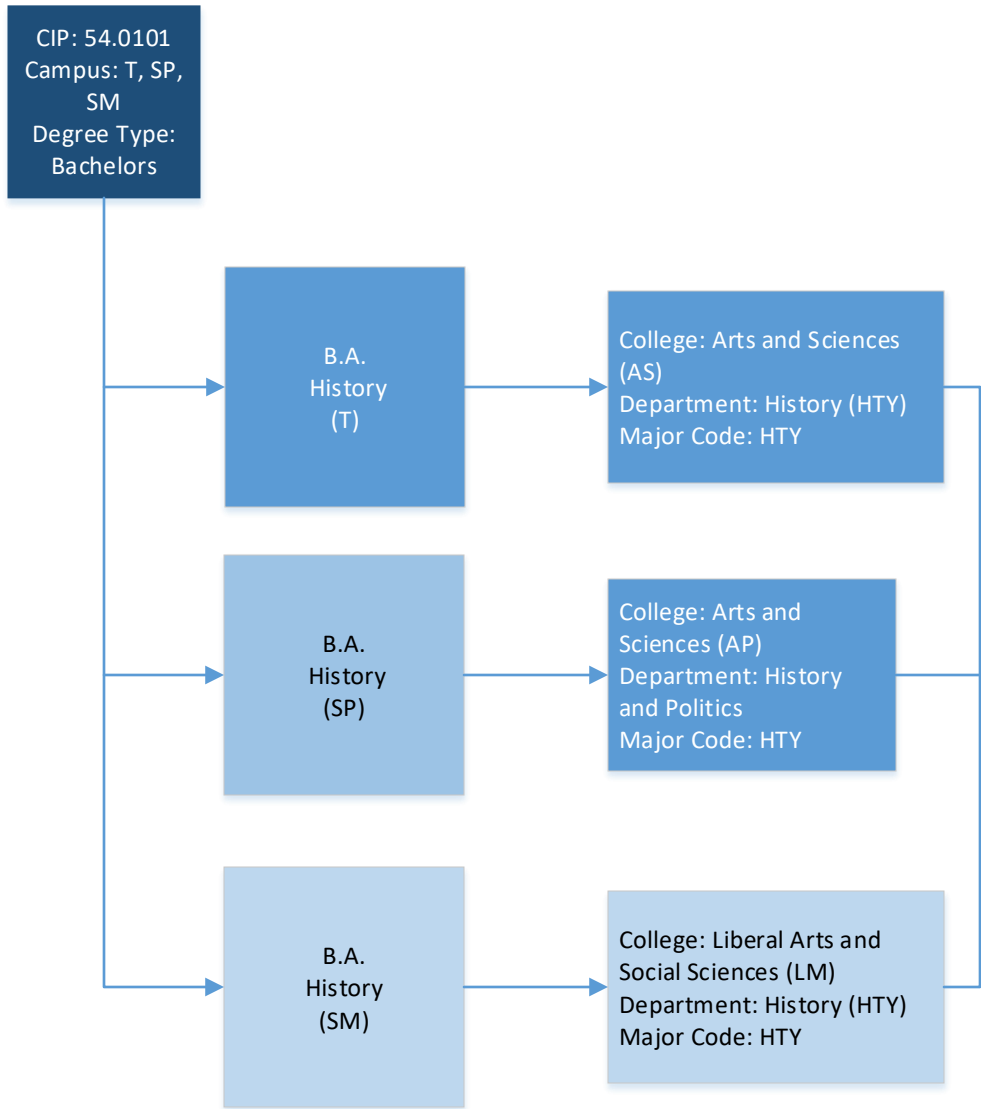 CIP: 54.0101
Campus: T, SP,
SM
Degree Type:
Bachelors
B.A.
History
(T)
College: Arts and Sciences
(AS)
Department: History (HTY)
Major Code: HTY
B.A.
History
(SP)
College: Arts and
Sciences (AP)
Department: History
and Politics
Major Code: HTY
B.A.
History
(SM)
College: Liberal Arts and
Social Sciences (LM)
Department: History (HTY)
Major Code: HTY